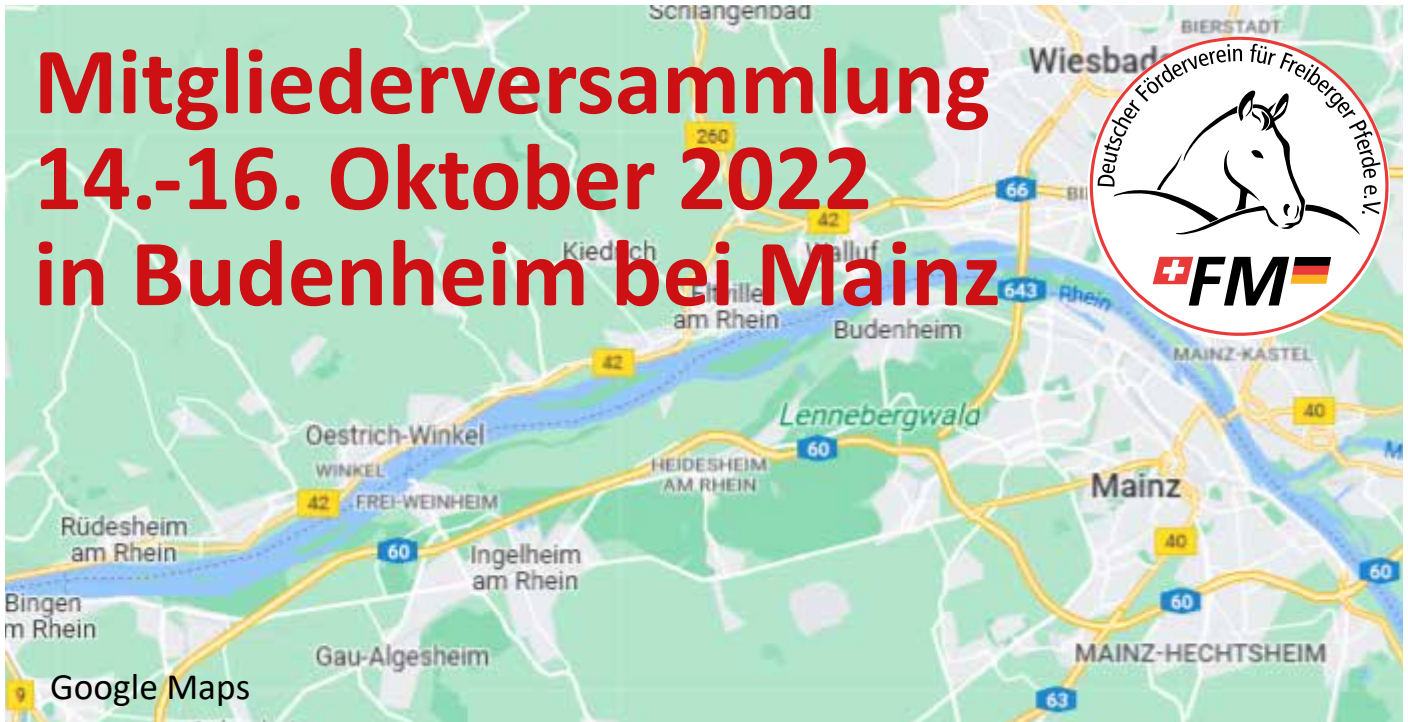 Schlangenbad
BIERSTADT
Mitgliederversammlung
14.-16. Oktober 2022
in Budenheim bei Mainz
Deutscher Förderverein für Freiberger Pferde e.V.
FM
260
66
42
Kiedrich
Walluf
Eltville
am Rhein
643
Rhein
Budenheim
MAINZ-KASTEL
42
Lennebergwald
40
Oestrich-Winkel
60
WINKEL
HEIDESHEIM
AM RHEIN
Mainz
42
FREI-WEINHEIM
Rüdesheim
am Rhein
60
Ingelheim
am Rhein
40
60
60
Bingen
m Rhein
Gau-Algesheim
MAINZ-HECHTSHEIM
9
Google Maps
63